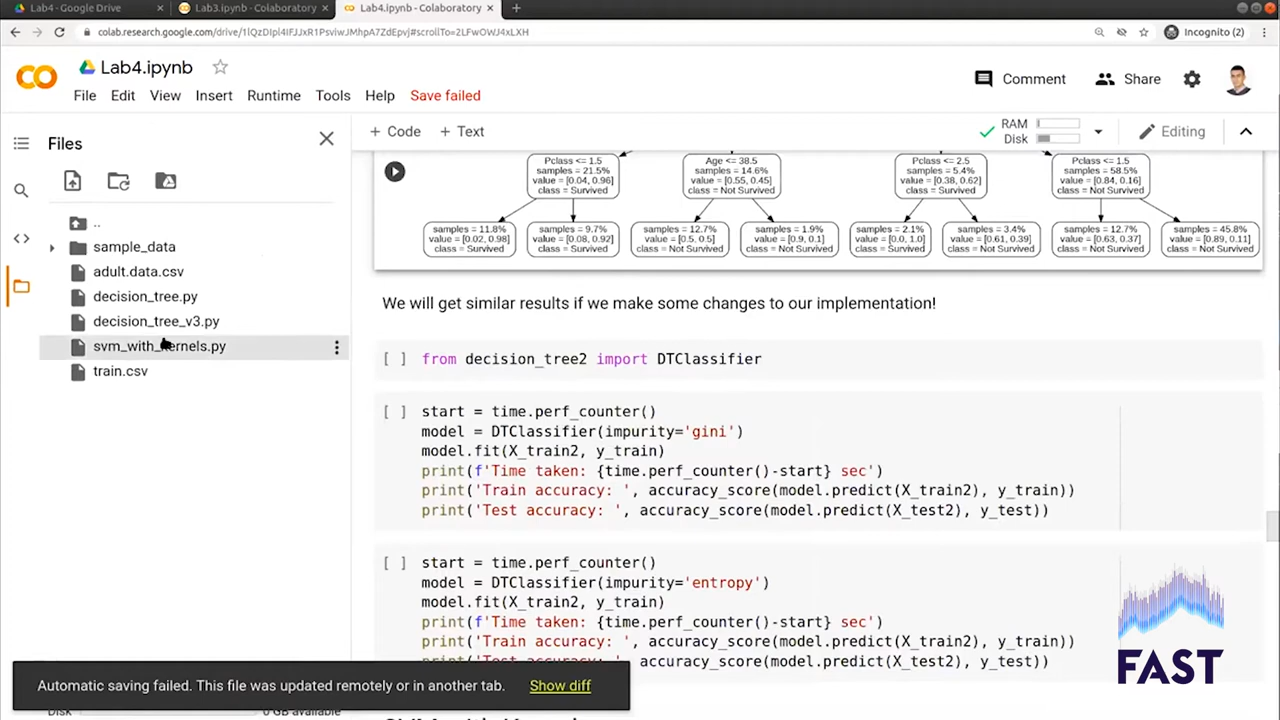 Lab4 - Google Drive
Lab3.ipynb - Colaboratory
Lab4.ipynb - Colaboratory
colab.research.google.com/drive/1lQzDIpl4IFJJxR1PsviwJMhpA7ZdEpvj#scrollTo=2LFwOWJ4xLXH
Incognito (2)
Lab4.ipynb
Comment
Share
File Edit View Insert Runtime Tools Help Save failed
Files
+ Code + Text
RAM
Disk
Editing
..
sample_data
adult.data.csv
decision_tree.py
decision_tree_v3.py
svm_with_kernels.py
train.csv
Pclass <= 1.5
samples = 21.5%
value = [0.04, 0.96]
class = Survived
Age <= 38.5
samples = 14.6%
value = [0.55, 0.45]
class = Not Survived
Pclass <= 2.5
samples = 5.4%
value = [0.38, 0.62]
class = Survived
Pclass <= 1.5
samples = 58.5%
value = [0.84, 0.16]
class = Not Survived
samples = 11.8%
value = [0.02, 0.98]
class = Survived
samples = 9.7%
value = [0.08, 0.92]
class = Survived
samples = 12.7%
value = [0.5, 0.5]
class = Not Survived
samples = 1.9%
value = [0.9, 0.1]
class = Not Survived
samples = 2.1%
value = [0.0, 1.0]
class = Survived
samples = 3.4%
value = [0.61, 0.39]
class = Not Survived
samples = 12.7%
value = [0.63, 0.37]
class = Not Survived
samples = 45.8%
value = [0.89, 0.11]
class = Not Survived
We will get similar results if we make some changes to our implementation!
[ ] from decision_tree2 import DTClassifier
[ ] start = time.perf_counter()
model = DTClassifier(impurity='gini')
model.fit(X_train2, y_train)
print(f'Time taken: {time.perf_counter()-start} sec')
print('Train accuracy: ', accuracy_score(model.predict(X_train2), y_train))
print('Test accuracy: ', accuracy_score(model.predict(X_test2), y_test))
[ ] start = time.perf_counter()
model = DTClassifier(impurity='entropy')
model.fit(X_train2, y_train)
print(f'Time taken: {time.perf_counter()-start} sec')
print('Train accuracy: ', accuracy_score(model.predict(X_train2), y_train))
accuracy_score(model.predict(X_test2), y_test))
Automatic saving failed. This file was updated remotely or in another tab. Show diff
Disk
0 GB available
FAST